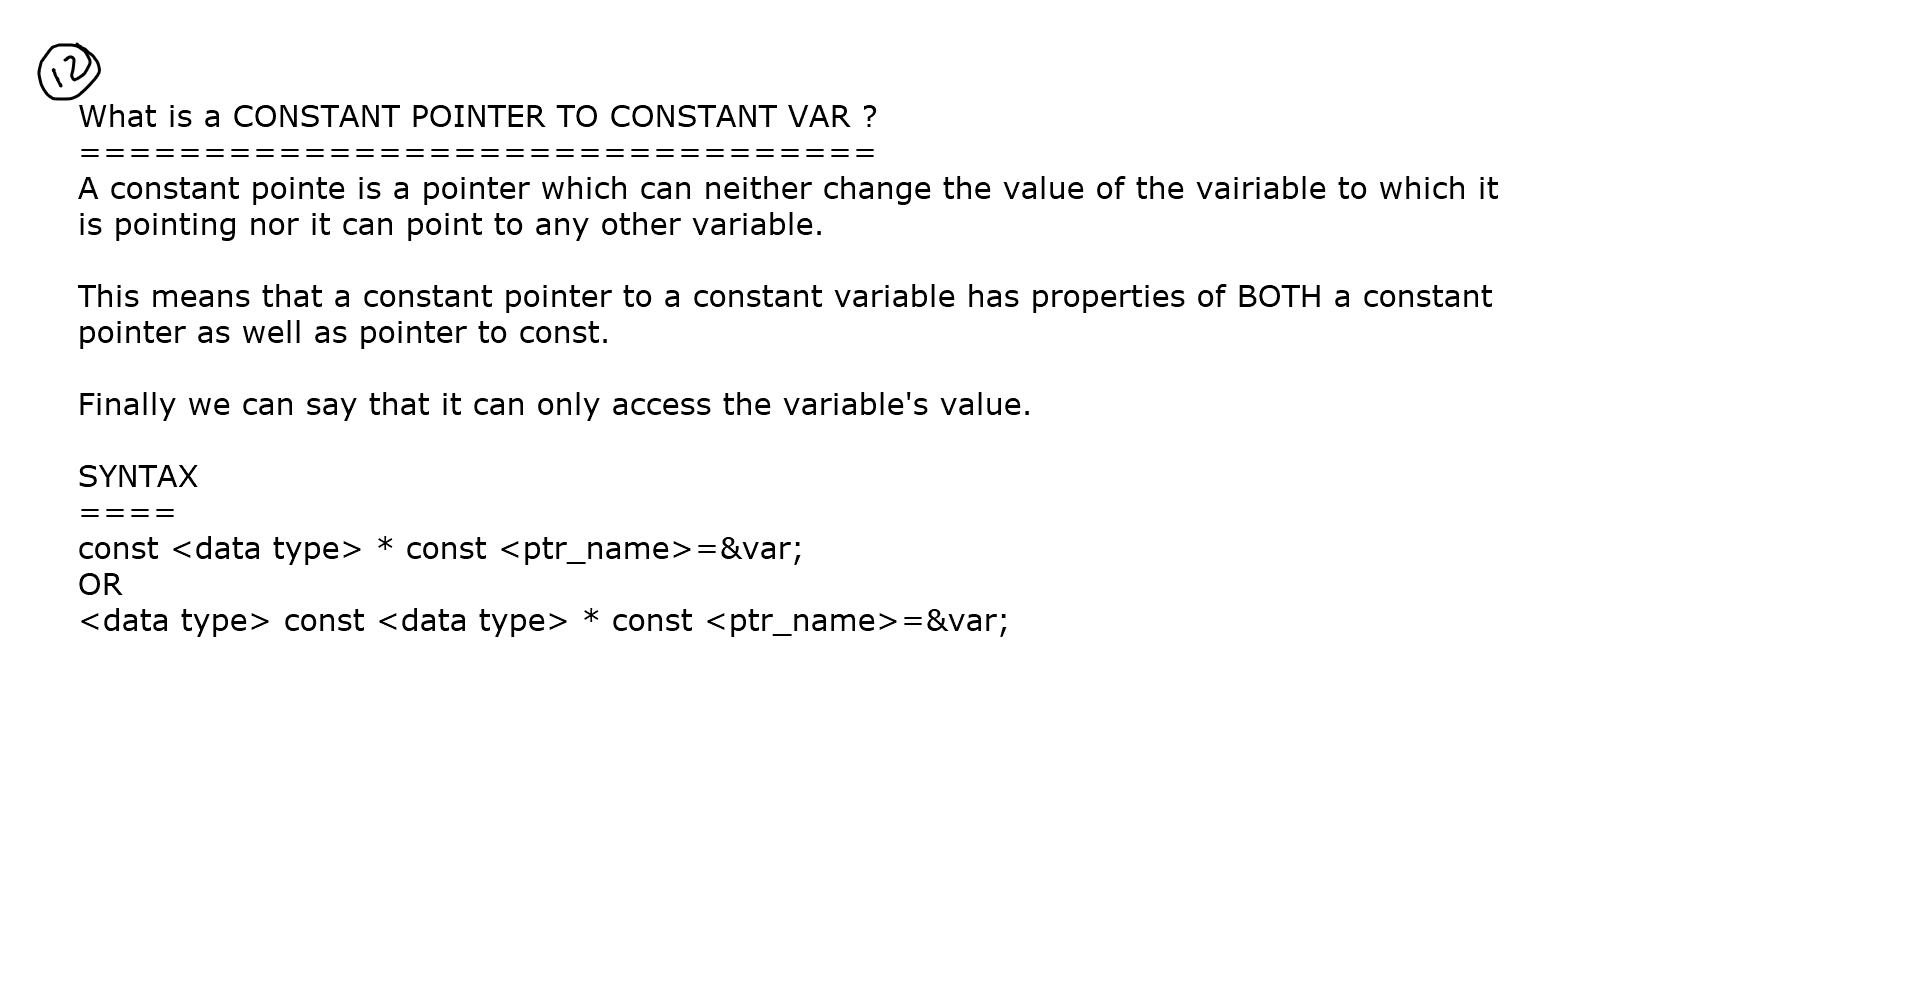 12
What is a CONSTANT POINTER TO CONSTANT VAR ?
================================
A constant pointe is a pointer which can neither change the value of the vairiable to which it
is pointing nor it can point to any other variable.
This means that a constant pointer to a constant variable has properties of BOTH a constant
pointer as well as pointer to const.
Finally we can say that it can only access the variable's value.
SYNTAX
====
const <data type> * const <ptr_name>=&var;
OR
<data type> const <data type> * const <ptr_name>=&var;